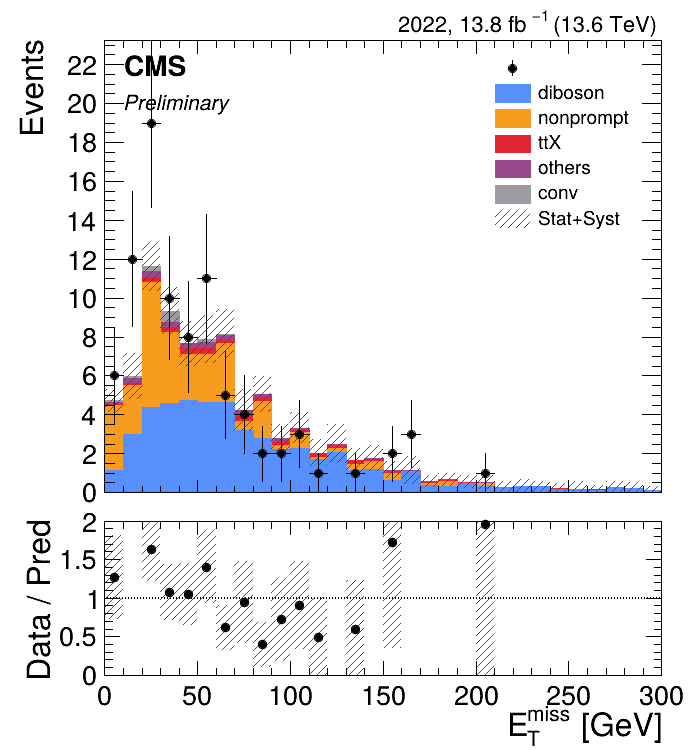 2022, 13.8 fb⁻¹ (13.6 TeV)
CMS
Preliminary
Events
22
20
18
16
14
12
10
8
6
4
2
0
diboson
nonprompt
ttX
others
conv
Stat+Syst
Data / Pred
2
1.5
1
0.5
0
0 50 100 150 200 250 300
E_T^miss [GeV]